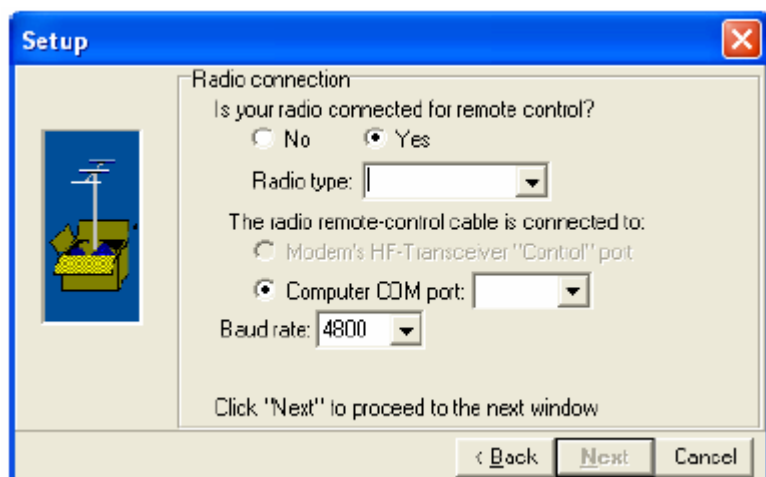 Setup
Radio connection
Is your radio connected for remote control?
No Yes
Radio type:
The radio remote-control cable is connected to:
Modem's HF-Transceiver "Control" port
Computer COM port:
Baud rate: 4800
Click "Next" to proceed to the next window
< Back Next Cancel